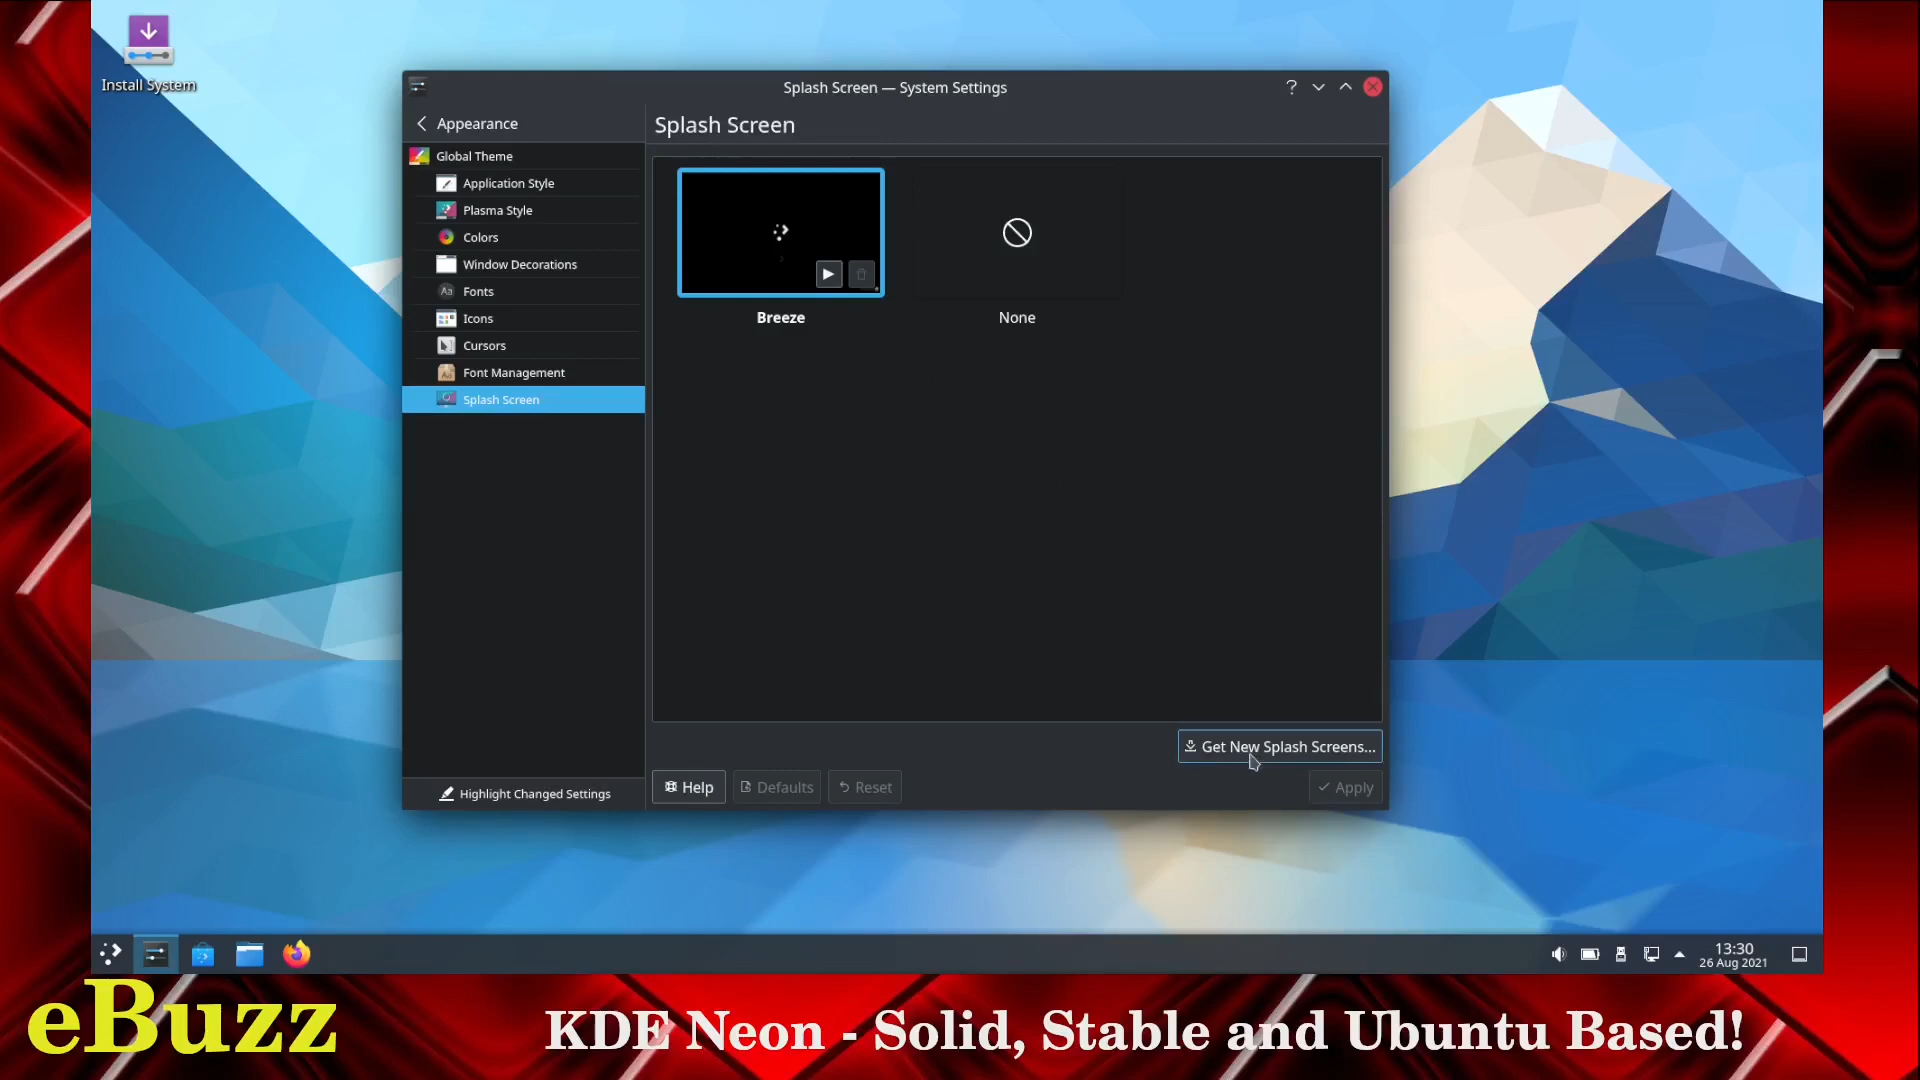 Install System
Splash Screen — System Settings
?
Appearance
Splash Screen
Global Theme
Application Style
Plasma Style
Colors
Window Decorations
Aa Fonts
Icons
Cursors
Font Management
Splash Screen
Breeze
None
Get New Splash Screens...
Highlight Changed Settings
Help
Defaults
Reset
Apply
13:30
26 Aug 2021
eBuzz
KDE Neon - Solid, Stable and Ubuntu Based!